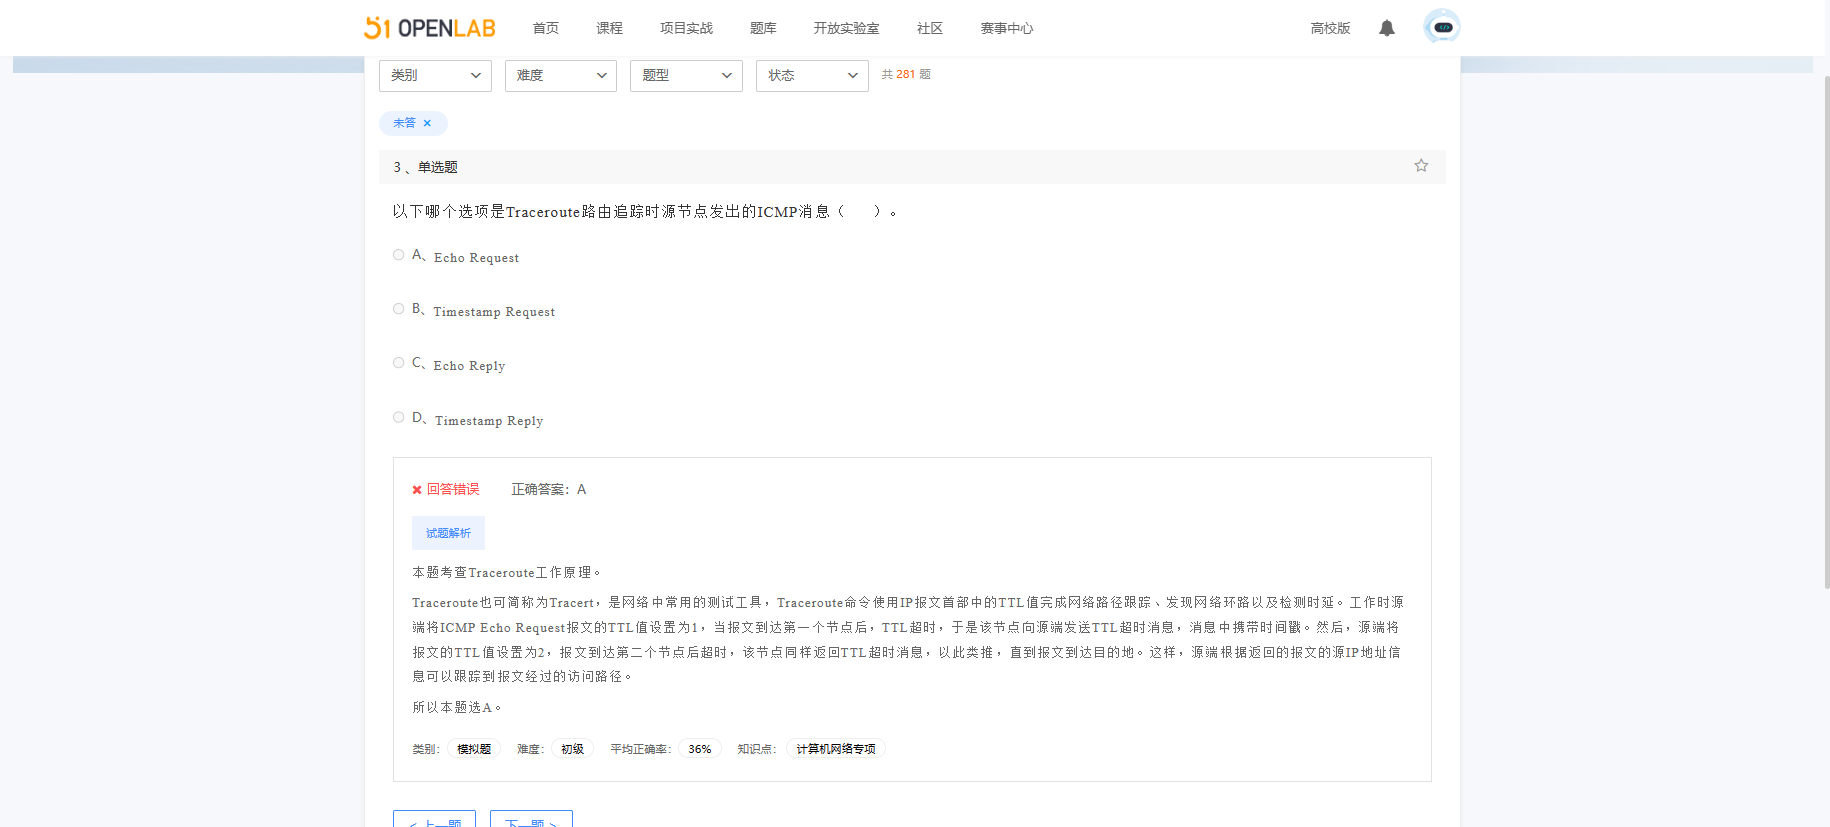 51 OPENLAB 首页 课程 项目实战 题库 开放实验室 社区 赛事中心 高校版
类别 难度 题型 状态 共 281 题
未答 ×
3 、单选题
以下哪个选项是Traceroute路由追踪时源节点发出的ICMP消息（ ）。
A、Echo Request
B、Timestamp Request
C、Echo Reply
D、Timestamp Reply
回答错误 正确答案：A
试题解析
本题考查Traceroute工作原理。
Traceroute也可简称为Tracert，是网络中常用的测试工具，Traceroute命令使用IP报文首部中的TTL值完成网络路径跟踪、发现网络环路以及检测时延。工作时源
端将ICMP Echo Request报文的TTL值设置为1，当报文到达第一个节点后，TTL超时，于是该节点向源端发送TTL超时消息，消息中携带时间戳。然后，源端将
报文的TTL值设置为2，报文到达第二个节点后超时，该节点同样返回TTL超时消息，以此类推，直到报文到达目的地。这样，源端根据返回的报文的源IP地址信
息可以跟踪到报文经过的访问路径。
所以本题选A。
类别： 模拟题 难度： 初级 平均正确率： 36% 知识点： 计算机网络专项
< 上一题 下一题 >